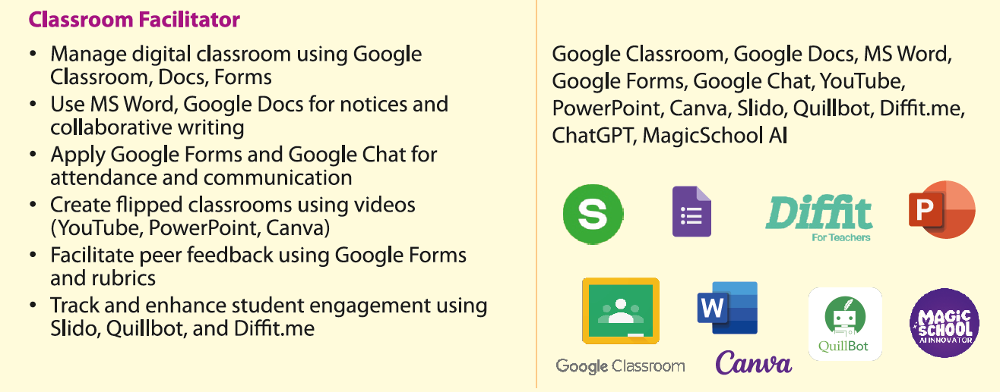 Classroom Facilitator
• Manage digital classroom using Google
Classroom, Docs, Forms
• Use MS Word, Google Docs for notices and
collaborative writing
• Apply Google Forms and Google Chat for
attendance and communication
• Create flipped classrooms using videos
(YouTube, PowerPoint, Canva)
• Facilitate peer feedback using Google Forms
and rubrics
• Track and enhance student engagement using
Slido, Quillbot, and Diffit.me
Google Classroom, Google Docs, MS Word,
Google Forms, Google Chat, YouTube,
PowerPoint, Canva, Slido, Quillbot, Diffit.me,
ChatGPT, MagicSchool AI
S
Diffit
For Teachers
P
Google Classroom
W
Canva
QuillBot
MAGiC
SCHOOL
AI INNOVATOR